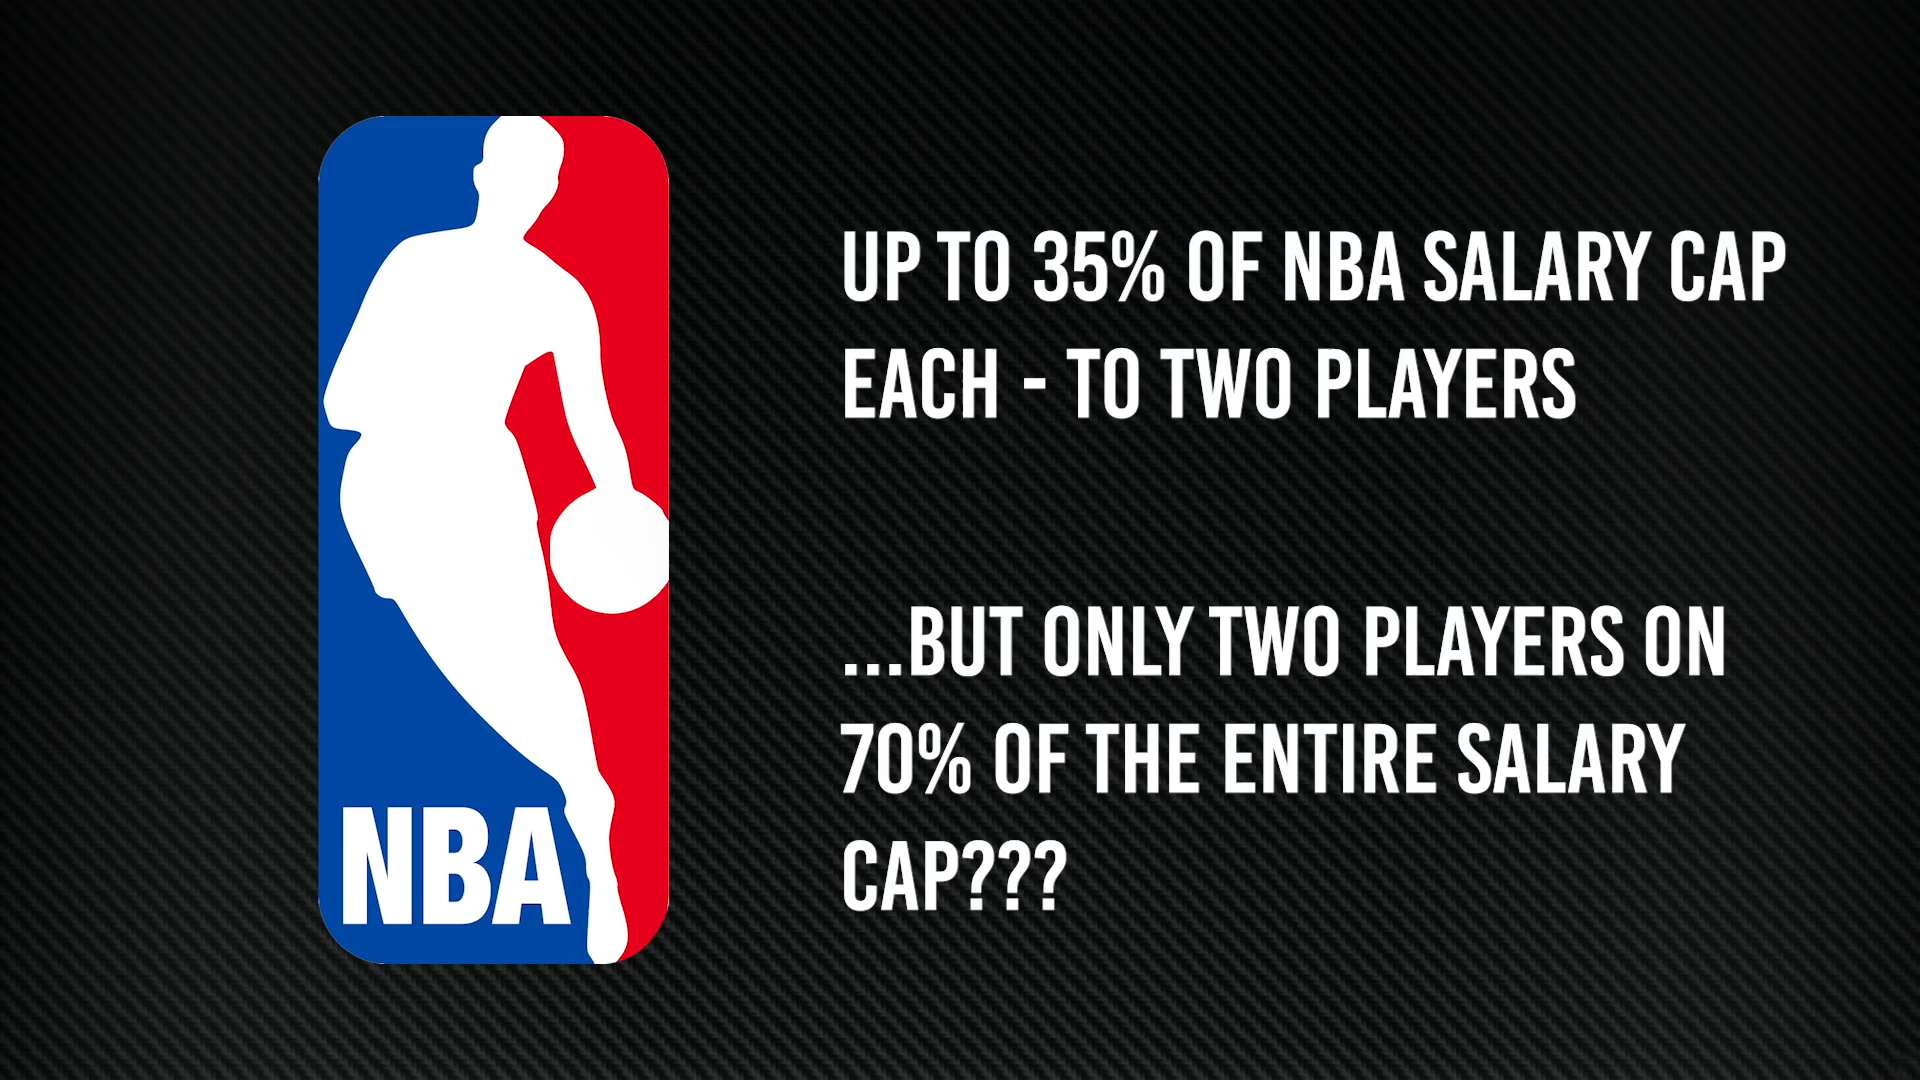 UP TO 35% OF NBA SALARY CAP
EACH - TO TWO PLAYERS
...BUT ONLY TWO PLAYERS ON
70% OF THE ENTIRE SALARY
CAP???
NBA